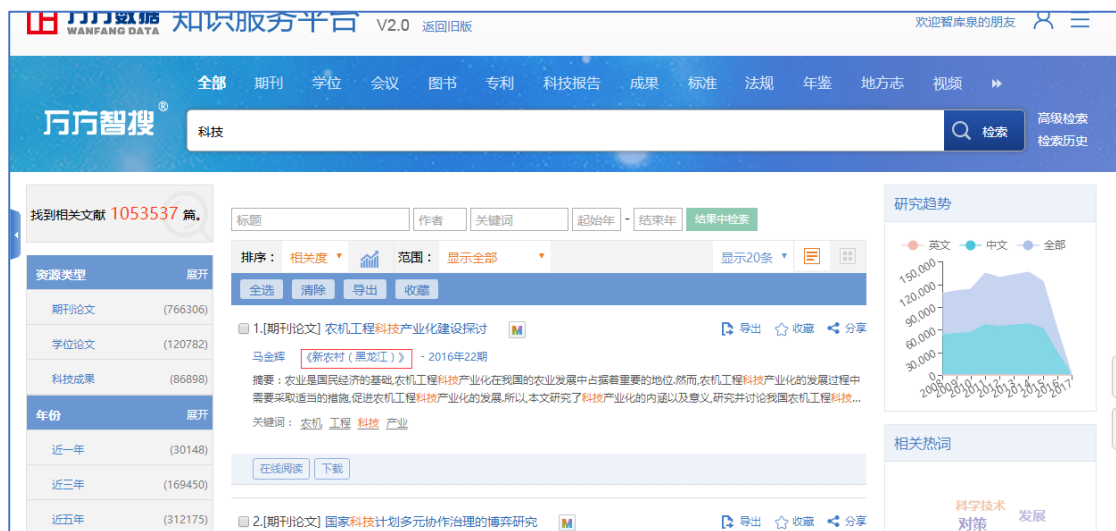 万方数据 知识服务平台 V2.0 返回旧版 欢迎智库泉的朋友
WANFANG DATA
全部 期刊 学位 会议 图书 专利 科技报告 成果 标准 法规 年鉴 地方志 视频
万方智搜®
科技 检索
高级检索
检索历史
找到相关文献 1053537 篇。
资源类型 展开
期刊论文 (766306)
学位论文 (120782)
科技成果 (86898)
年份 展开
近一年 (30148)
近三年 (169450)
近五年 (312175)
标题 作者 关键词 起始年 - 结束年 结果中检索
排序： 相关度 范围： 显示全部 显示20条
全选 清除 导出 收藏
1.[期刊论文] 农机工程科技产业化建设探讨 M 导出 收藏 分享
马金辉 《新农村（黑龙江）》 - 2016年22期
摘要：农业是国民经济的基础,农机工程科技产业化在我国的农业发展中占据着重要的地位.然而,农机工程科技产业化的发展过程中
需要采取适当的措施,促进农机工程科技产业化的发展.所以,本文研究了科技产业化的内涵以及意义,研究并讨论我国农机工程科技...
关键词： 农机 工程 科技 产业
在线阅读 下载
2.[期刊论文] 国家科技计划多元协作治理的博弈研究 M 导出 收藏 分享
研究趋势
英文 中文 全部
150,000
120,000
90,000
60,000
30,000
0
2008 2009 2010 2011 2012 2013 2014 2015 2016 2017
相关热词
科学技术
对策 发展